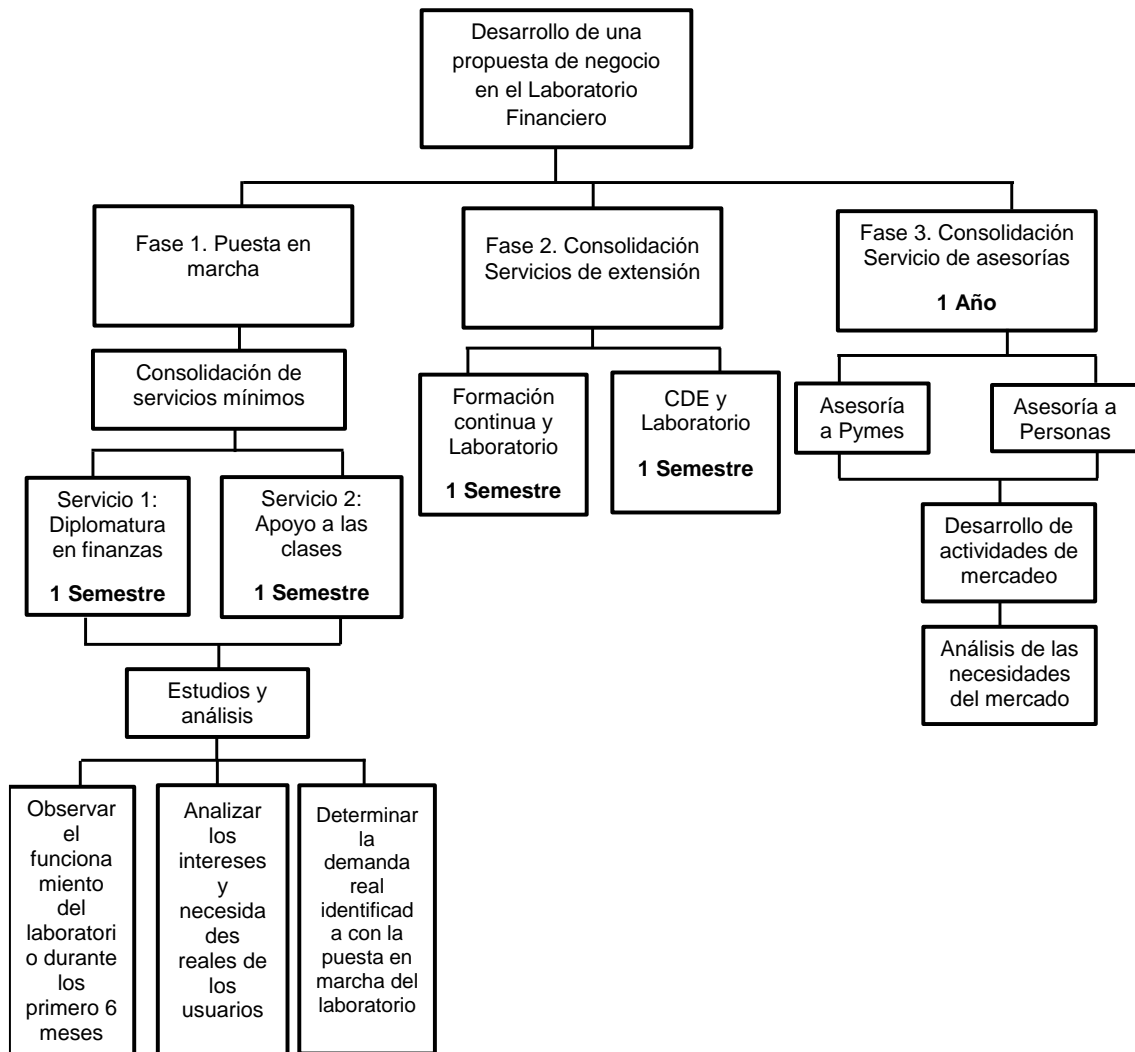 Desarrollo de una
propuesta de negocio
en el Laboratorio
Financiero
Fase 1. Puesta en
marcha
Fase 2. Consolidación
Servicios de extensión
Fase 3. Consolidación
Servicio de asesorías
1 Año
Consolidación de
servicios mínimos
Formación
continua y
Laboratorio
1 Semestre
CDE y
Laboratorio
1 Semestre
Asesoría
a Pymes
Asesoría a
Personas
Servicio 1:
Diplomatura
en finanzas
1 Semestre
Servicio 2:
Apoyo a las
clases
1 Semestre
Desarrollo de
actividades de
mercadeo
Análisis de las
necesidades
del mercado
Estudios y
análisis
Observar
el
funciona
miento
del
laboratori
o durante
los
primero 6
meses
Analizar
los
intereses
y
necesida
des
reales de
los
usuarios
Determinar
la
demanda
real
identificad
a con la
puesta en
marcha del
laboratorio